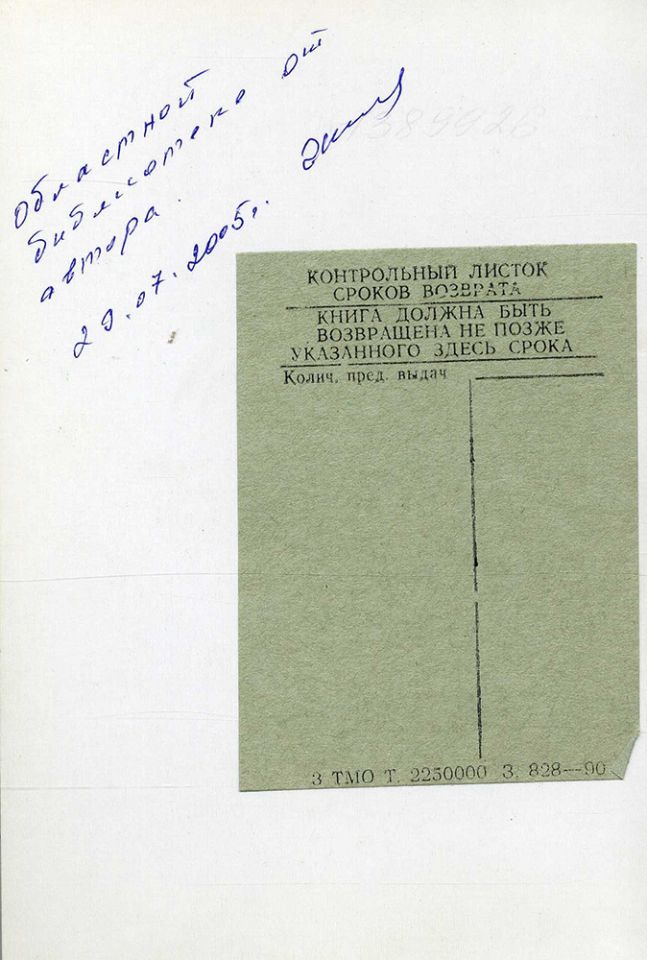 Областной
библиотеке от
автора.
29.07.2005г.
КОНТРОЛЬНЫЙ ЛИСТОК
СРОКОВ ВОЗВРАТА
КНИГА ДОЛЖНА БЫТЬ
ВОЗВРАЩЕНА НЕ ПОЗЖЕ
УКАЗАННОГО ЗДЕСЬ СРОКА
Колич. пред. выдач
3 ТМО Т. 2250000 З. 828—90